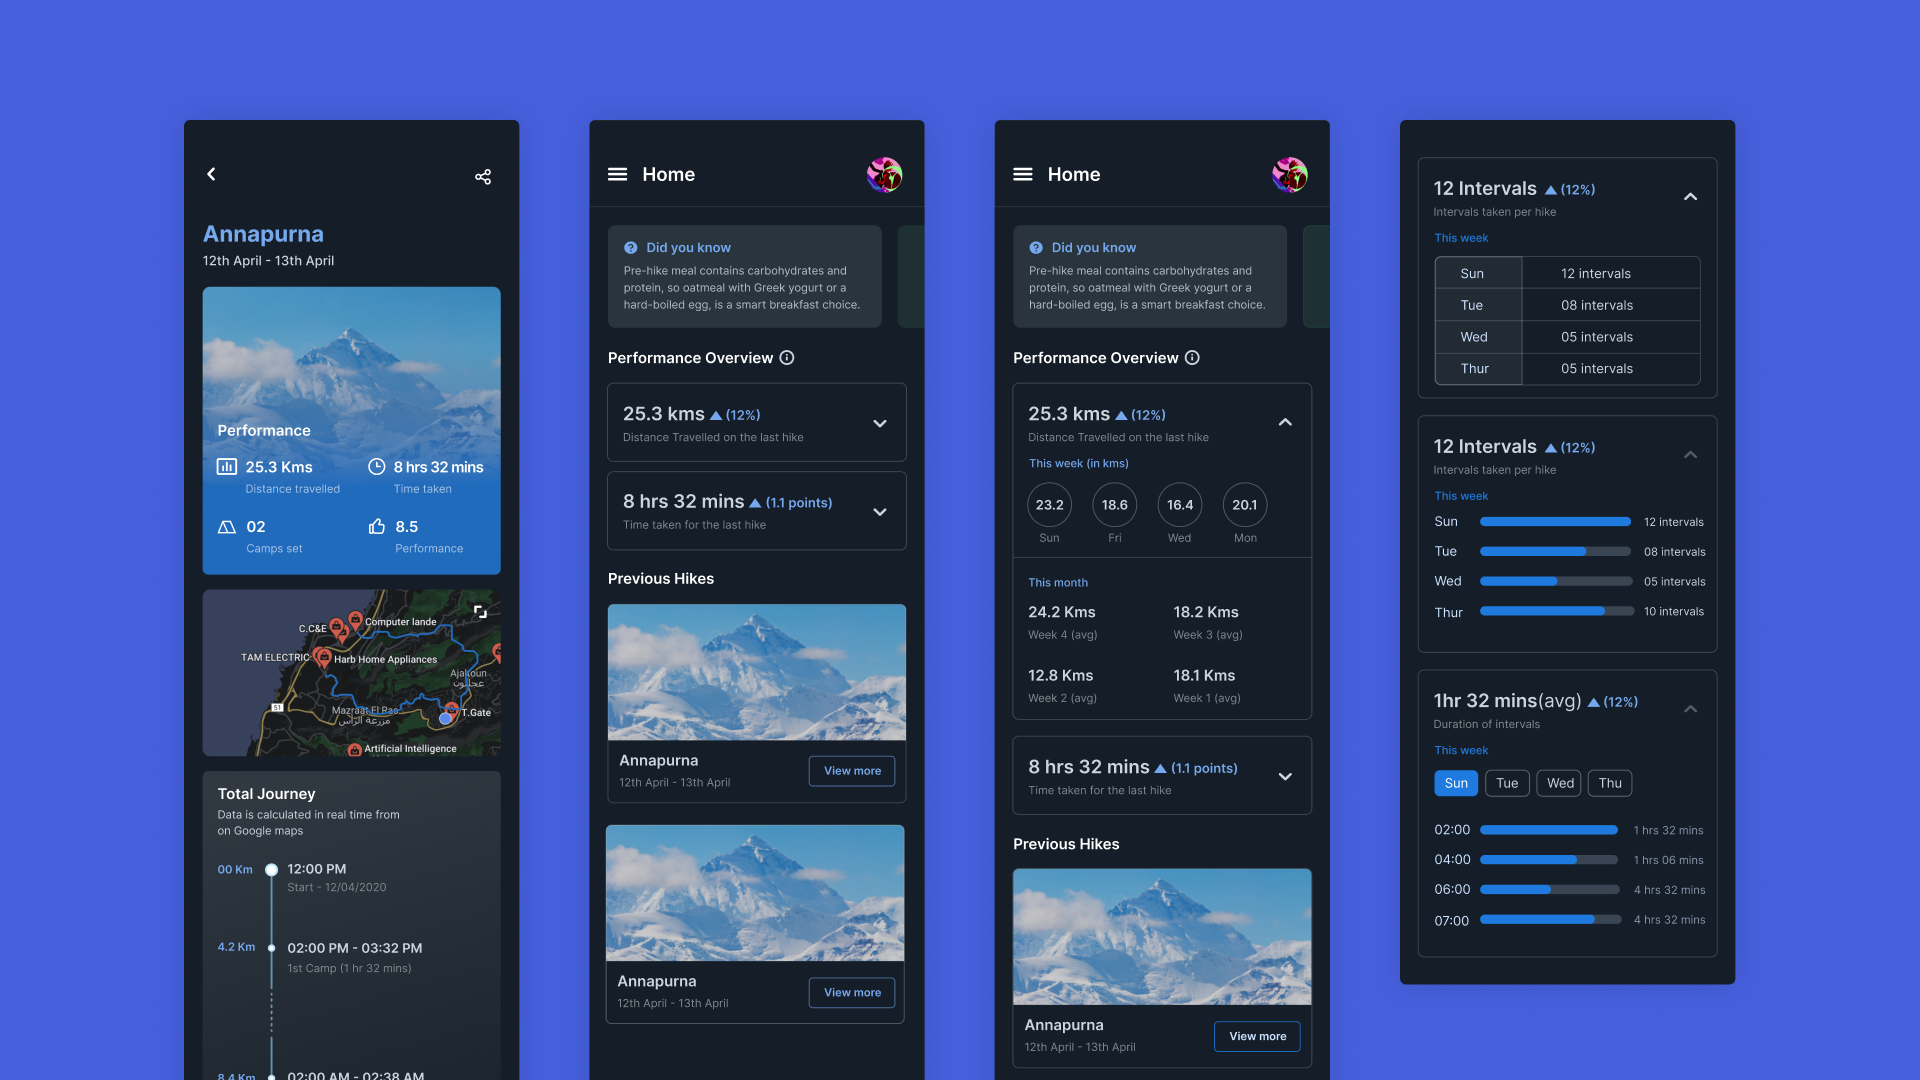 Annapurna
12th April - 13th April
Performance
25.3 Kms
Distance travelled
8 hrs 32 mins
Time taken
02
Camps set
8.5
Performance
C.C&E
Computer lande
TAM ELECTRIC
Harb Home Appliances
Ajaltoun
عجلتون
51
Mazraat El Ras
مزرعة الراس
T.Gate
Artificial Intelligence
Total Journey
Data is calculated in real time from
on Google maps
00 Km
12:00 PM
Start - 12/04/2020
4.2 Km
02:00 PM - 03:32 PM
1st Camp (1 hr 32 mins)
8.4 Km
02:00 AM - 02:38 AM
Home
Did you know
Pre-hike meal contains carbohydrates and
protein, so oatmeal with Greek yogurt or a
hard-boiled egg, is a smart breakfast choice.
Performance Overview
25.3 kms (12%)
Distance Travelled on the last hike
8 hrs 32 mins (1.1 points)
Time taken for the last hike
Previous Hikes
Annapurna
12th April - 13th April
View more
Annapurna
12th April - 13th April
View more
Home
Did you know
Pre-hike meal contains carbohydrates and
protein, so oatmeal with Greek yogurt or a
hard-boiled egg, is a smart breakfast choice.
Performance Overview
25.3 kms (12%)
Distance Travelled on the last hike
This week (in kms)
23.2 18.6 16.4 20.1
Sun Fri Wed Mon
This month
24.2 Kms 18.2 Kms
Week 4 (avg) Week 3 (avg)
12.8 Kms 18.1 Kms
Week 2 (avg) Week 1 (avg)
8 hrs 32 mins (1.1 points)
Time taken for the last hike
Previous Hikes
Annapurna
12th April - 13th April
View more
12 Intervals (12%)
Intervals taken per hike
This week
Sun 12 intervals
Tue 08 intervals
Wed 05 intervals
Thur 05 intervals
12 Intervals (12%)
Intervals taken per hike
This week
Sun 12 intervals
Tue 08 intervals
Wed 05 intervals
Thur 10 intervals
1hr 32 mins(avg) (12%)
Duration of intervals
This week
Sun Tue Wed Thu
02:00 1 hrs 32 mins
04:00 1 hrs 06 mins
06:00 4 hrs 32 mins
07:00 4 hrs 32 mins